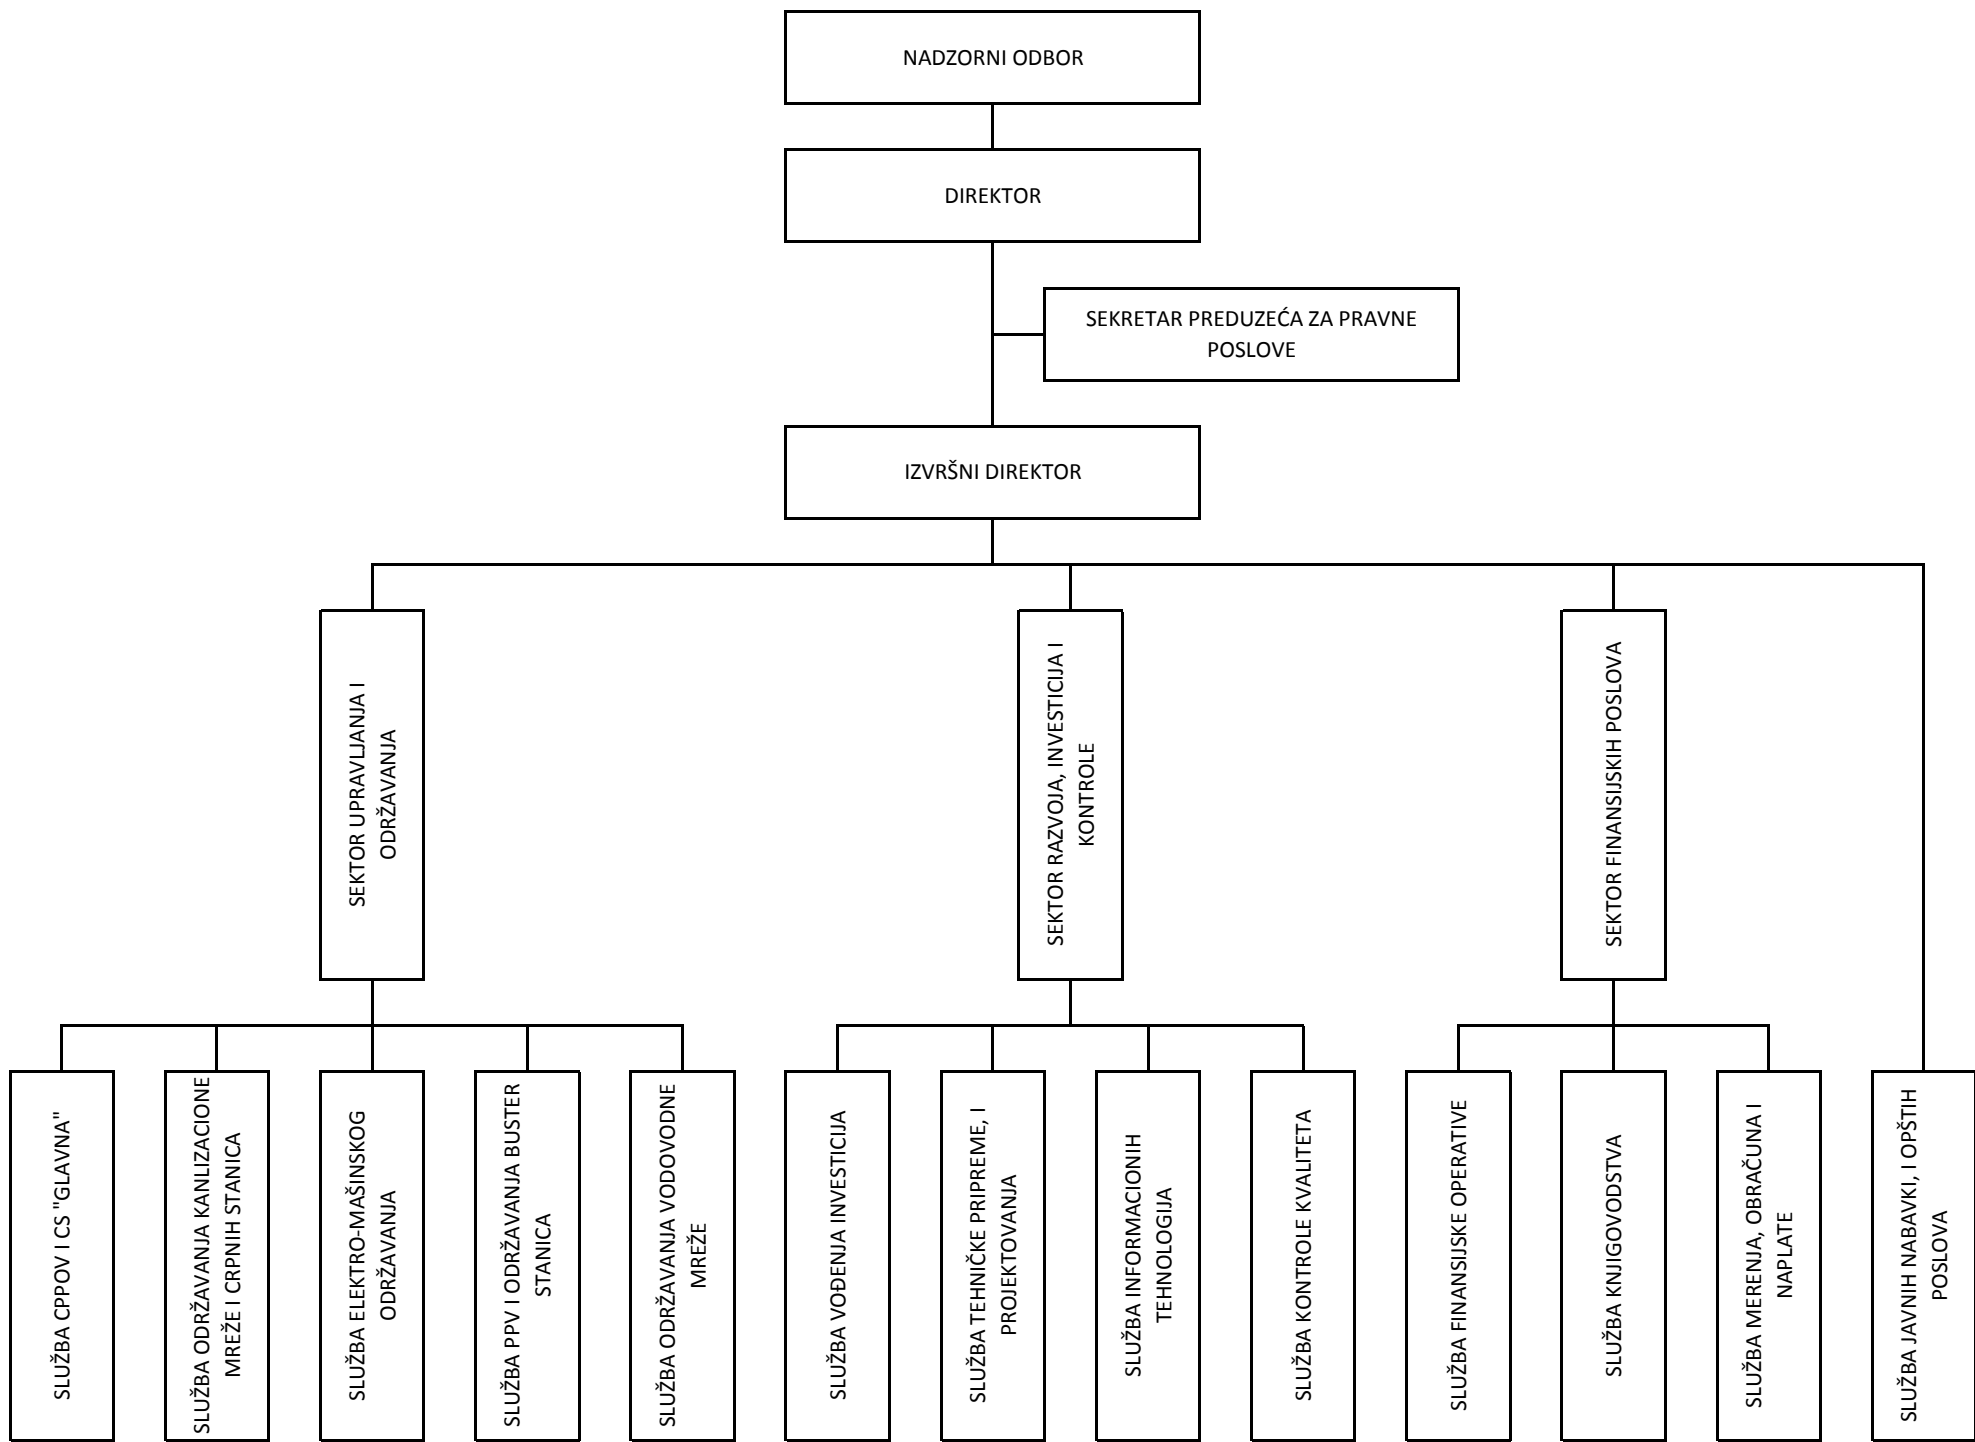 NADZORNI ODBOR
DIREKTOR
SEKRETAR PREDUZEĆA ZA PRAVNE
POSLOVE
IZVRŠNI DIREKTOR
SEKTOR UPRAVLJANJA I
ODRŽAVANJA
SEKTOR RAZVOJA, INVESTICIJA I
KONTROLE
SEKTOR FINANSIJSKIH POSLOVA
SLUŽBA CPPOV I CS "GLAVNA"
SLUŽBA ODRŽAVANJA KANLIZACIONE
MREŽE I CRPNIH STANICA
SLUŽBA ELEKTRO-MAŠINSKOG
ODRŽAVANJA
SLUŽBA PPV I ODRŽAVANJA BUSTER
STANICA
SLUŽBA ODRŽAVANJA VODOVODNE
MREŽE
SLUŽBA VOĐENJA INVESTICIJA
SLUŽBA TEHNIČKE PRIPREME, I
PROJEKTOVANJA
SLUŽBA INFORMACIONIH
TEHNOLOGIJA
SLUŽBA KONTROLE KVALITETA
SLUŽBA FINANSIJSKE OPERATIVE
SLUŽBA KNJIGOVODSTVA
SLUŽBA MERENJA, OBRAČUNA I
NAPLATE
SLUŽBA JAVNIH NABAVKI, I OPŠTIH
POSLOVA